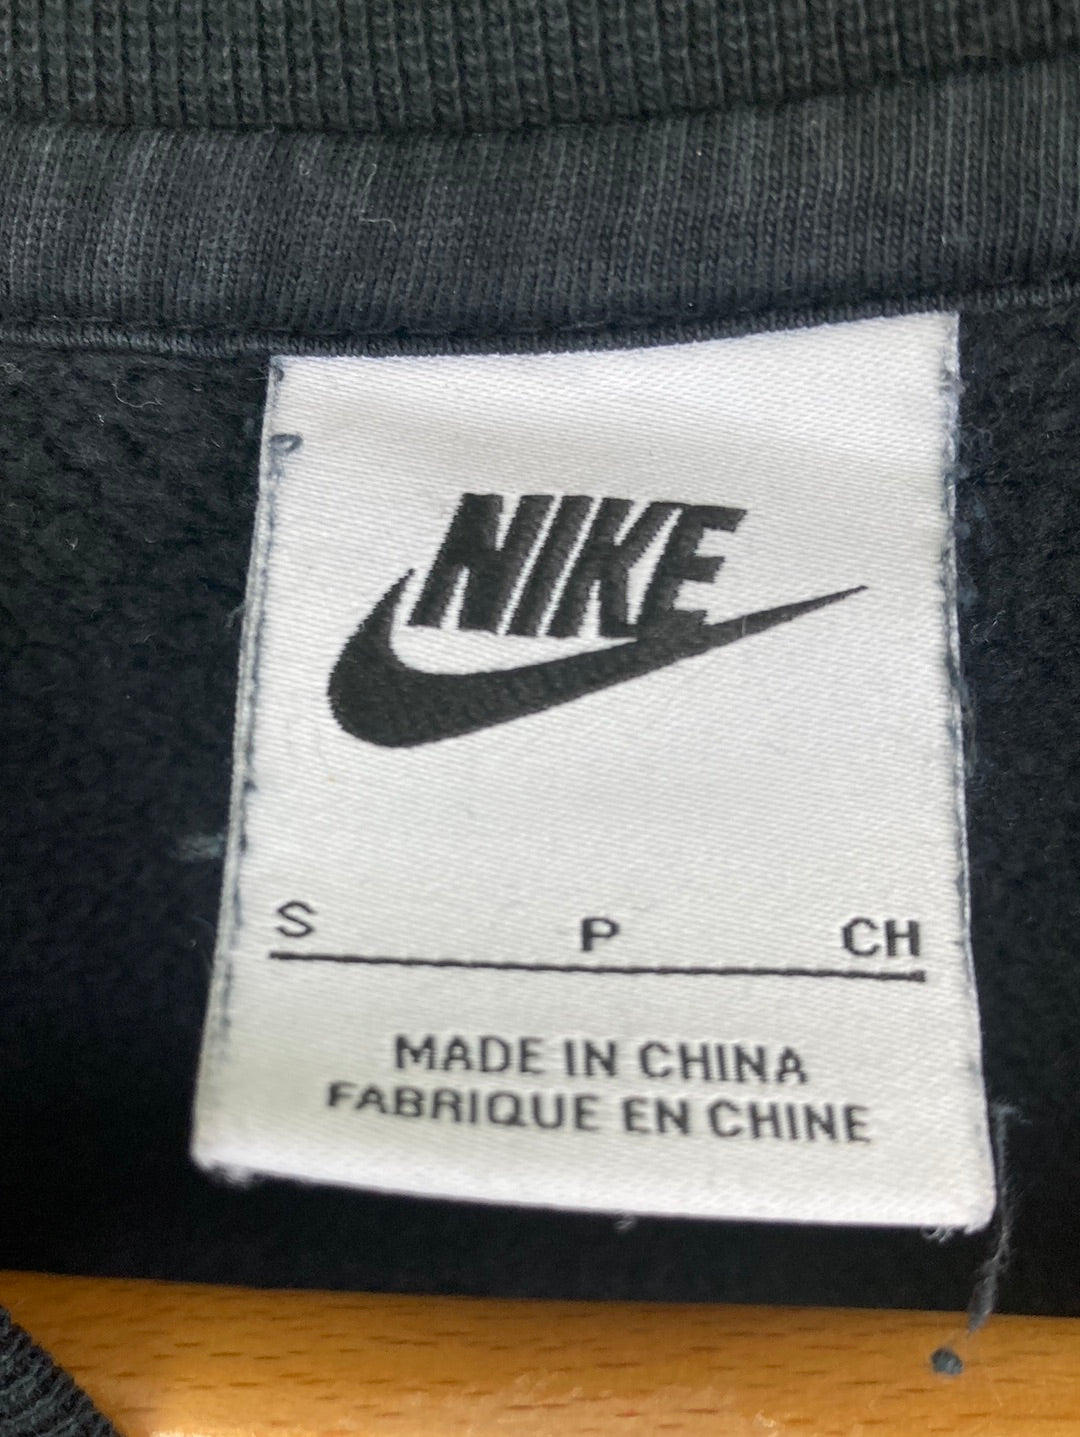 NIKE
S P CH
MADE IN CHINA
FABRIQUE EN CHINE